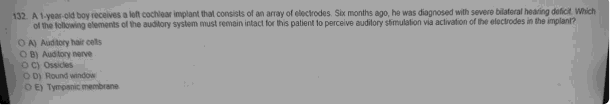 132. A 1-year-old boy receives a left cochlear implant that consists of an array of electrodes. Six months ago, he was diagnosed with severe bilateral hearing deficit. Which
of the following elements of the auditory system must remain intact for this patient to perceive auditory stimulation via activation of the electrodes in the implant?
A) Auditory hair cells
B) Auditory nerve
C) Ossicles
D) Round window
E) Tympanic membrane